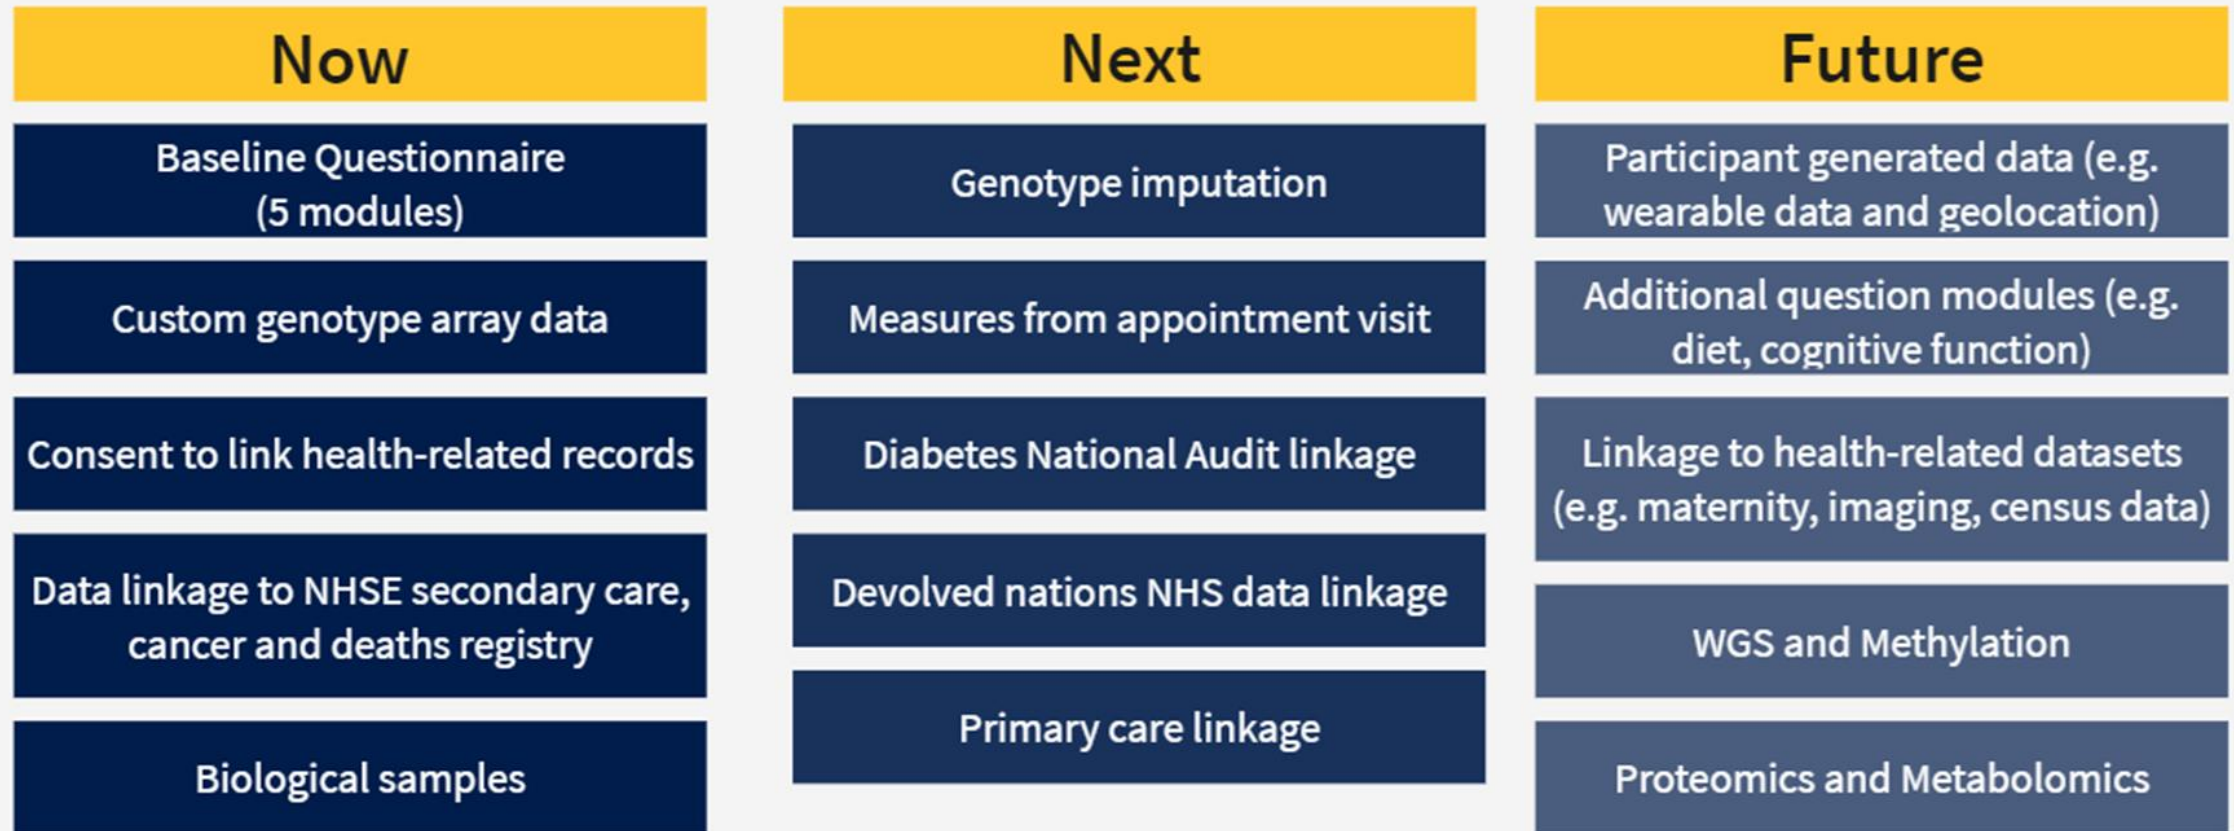 Now
Baseline Questionnaire
(5 modules)
Custom genotype array data
Consent to link health-related records
Data linkage to NHSE secondary care,
cancer and deaths registry
Biological samples
Next
Genotype imputation
Measures from appointment visit
Diabetes National Audit linkage
Devolved nations NHS data linkage
Primary care linkage
Future
Participant generated data (e.g.
wearable data and geolocation)
Additional question modules (e.g.
diet, cognitive function)
Linkage to health-related datasets
(e.g. maternity, imaging, census data)
WGS and Methylation
Proteomics and Metabolomics